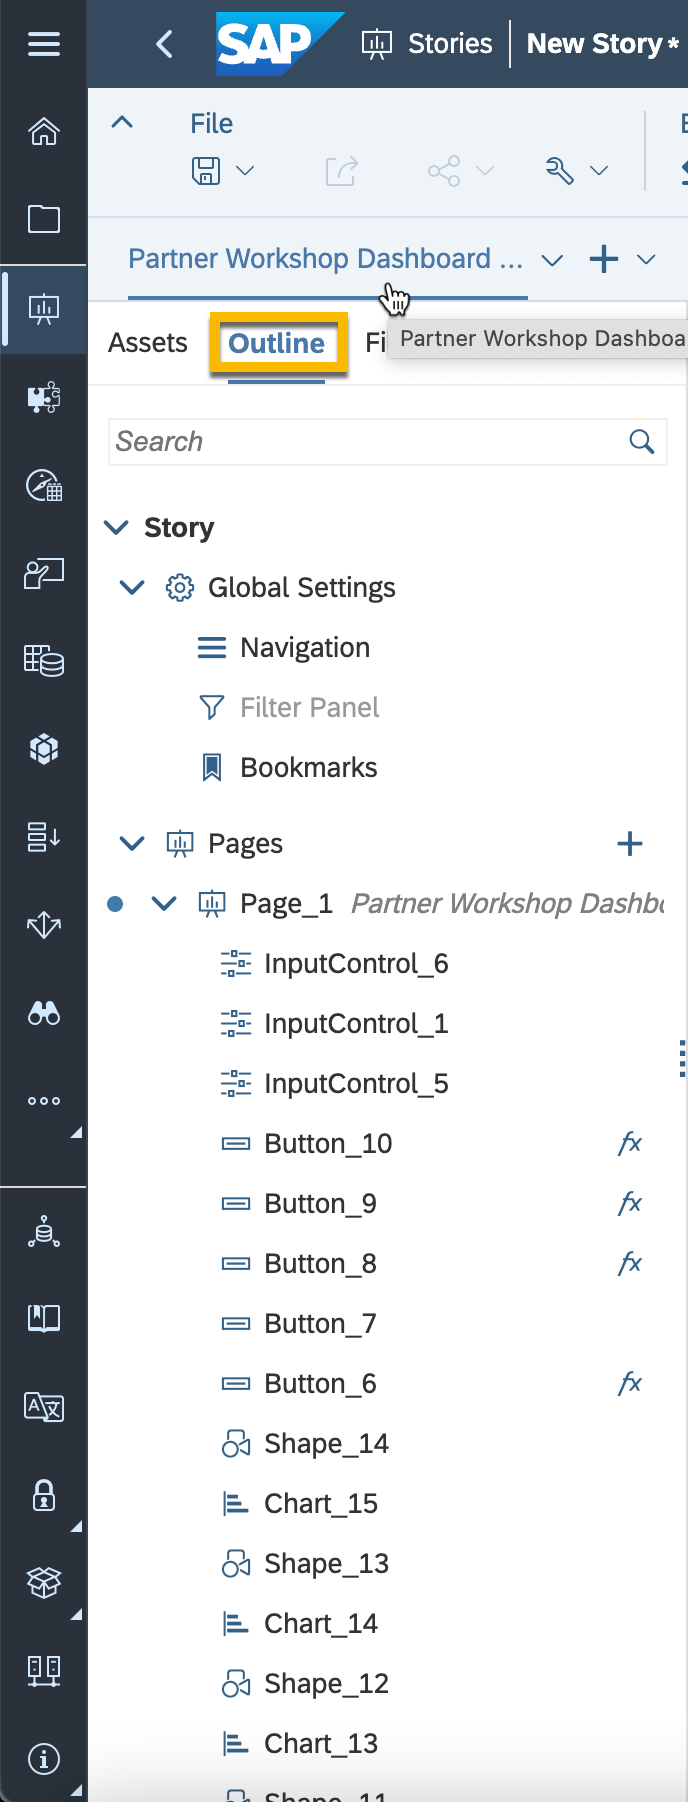 SAP Stories New Story*
File
Partner Workshop Dashboard ...
Assets Outline Fi Partner Workshop Dashboa
Search
Story
Global Settings
Navigation
Filter Panel
Bookmarks
Pages
Page_1 Partner Workshop Dashbo
InputControl_6
InputControl_1
InputControl_5
Button_10 fx
Button_9 fx
Button_8 fx
Button_7
Button_6 fx
Shape_14
Chart_15
Shape_13
Chart_14
Shape_12
Chart_13
Shape_11